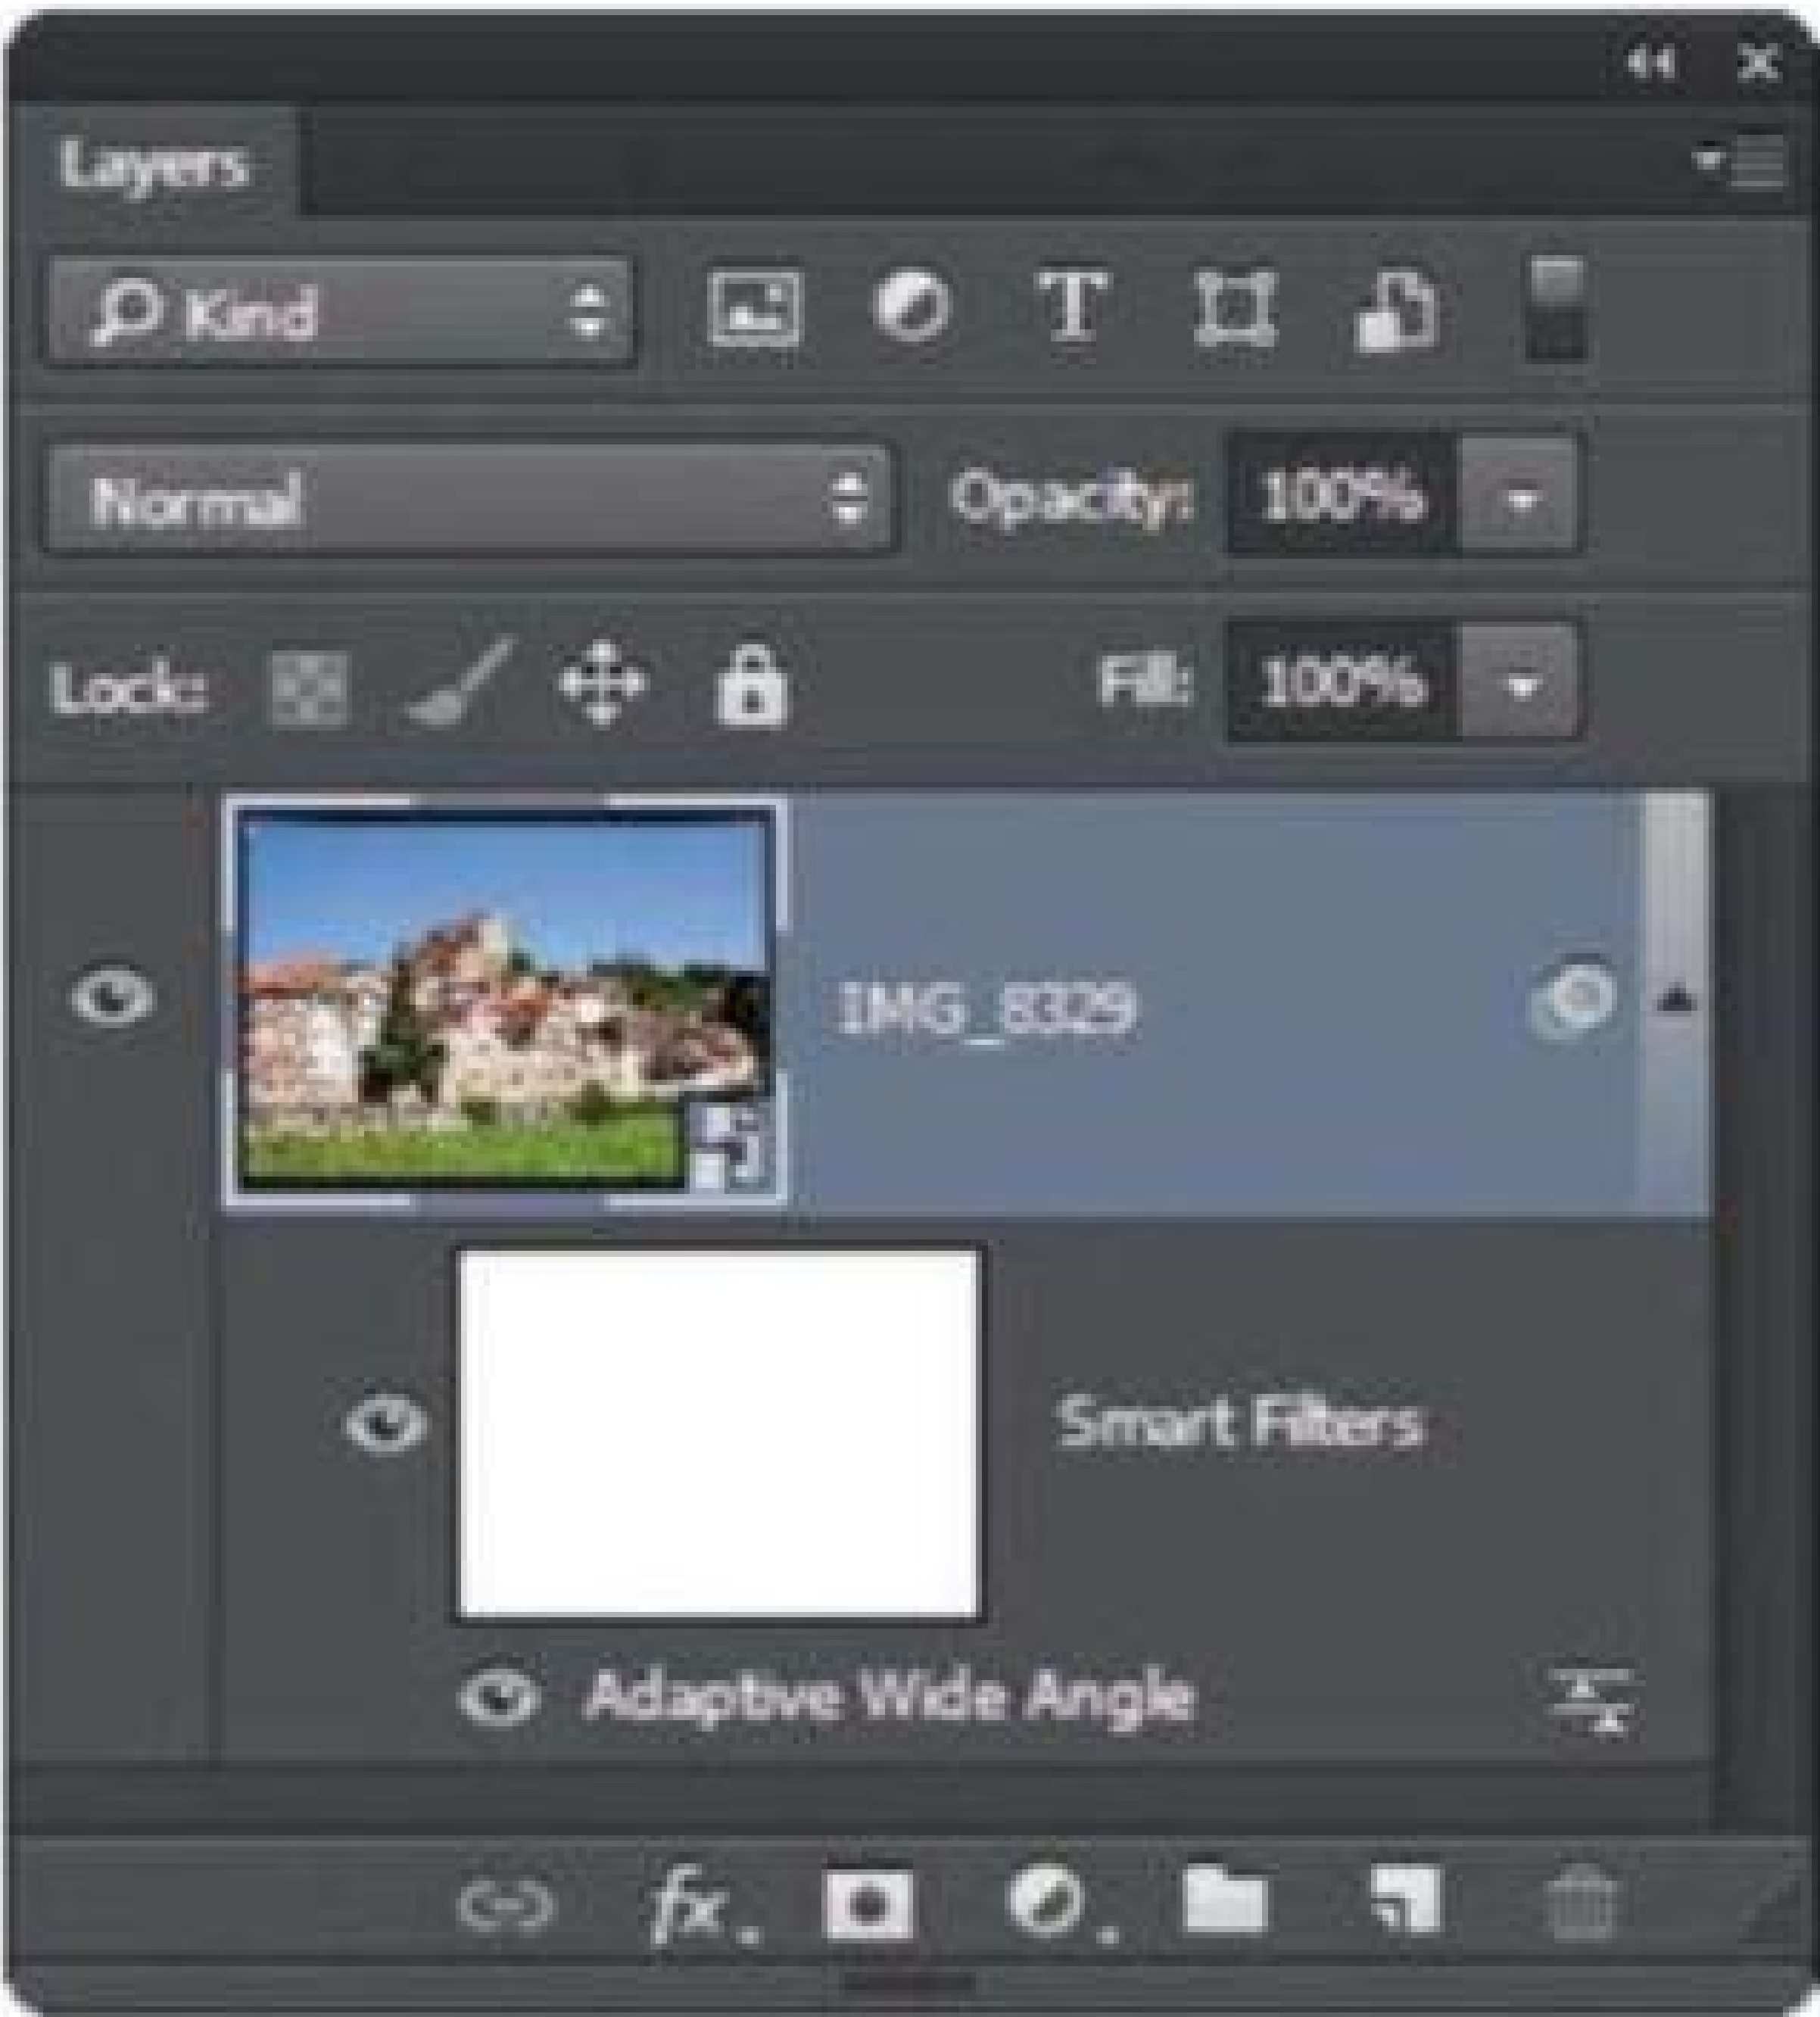 Layers
Kind T
Normal Opacity: 100%
Lock: Fill: 100%
IMG_8329
Smart Filters
Adaptive Wide Angle
fx